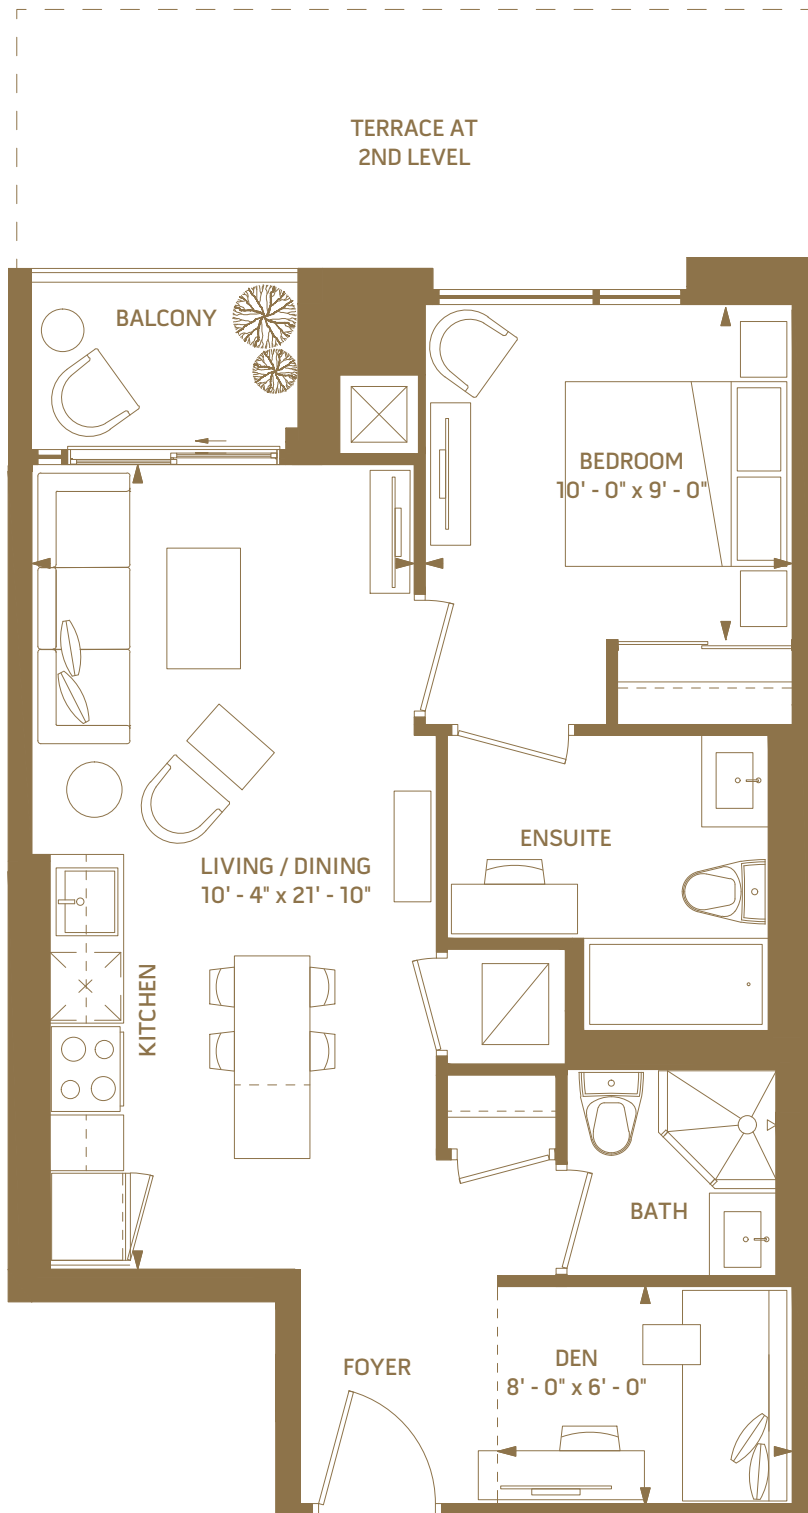 TERRACE AT
2ND LEVEL
BALCONY
BEDROOM
10' - 0" x 9' - 0"
ENSUITE
LIVING / DINING
10' - 4" x 21' - 10"
KITCHEN
BATH
FOYER
DEN
8' - 0" x 6' - 0"